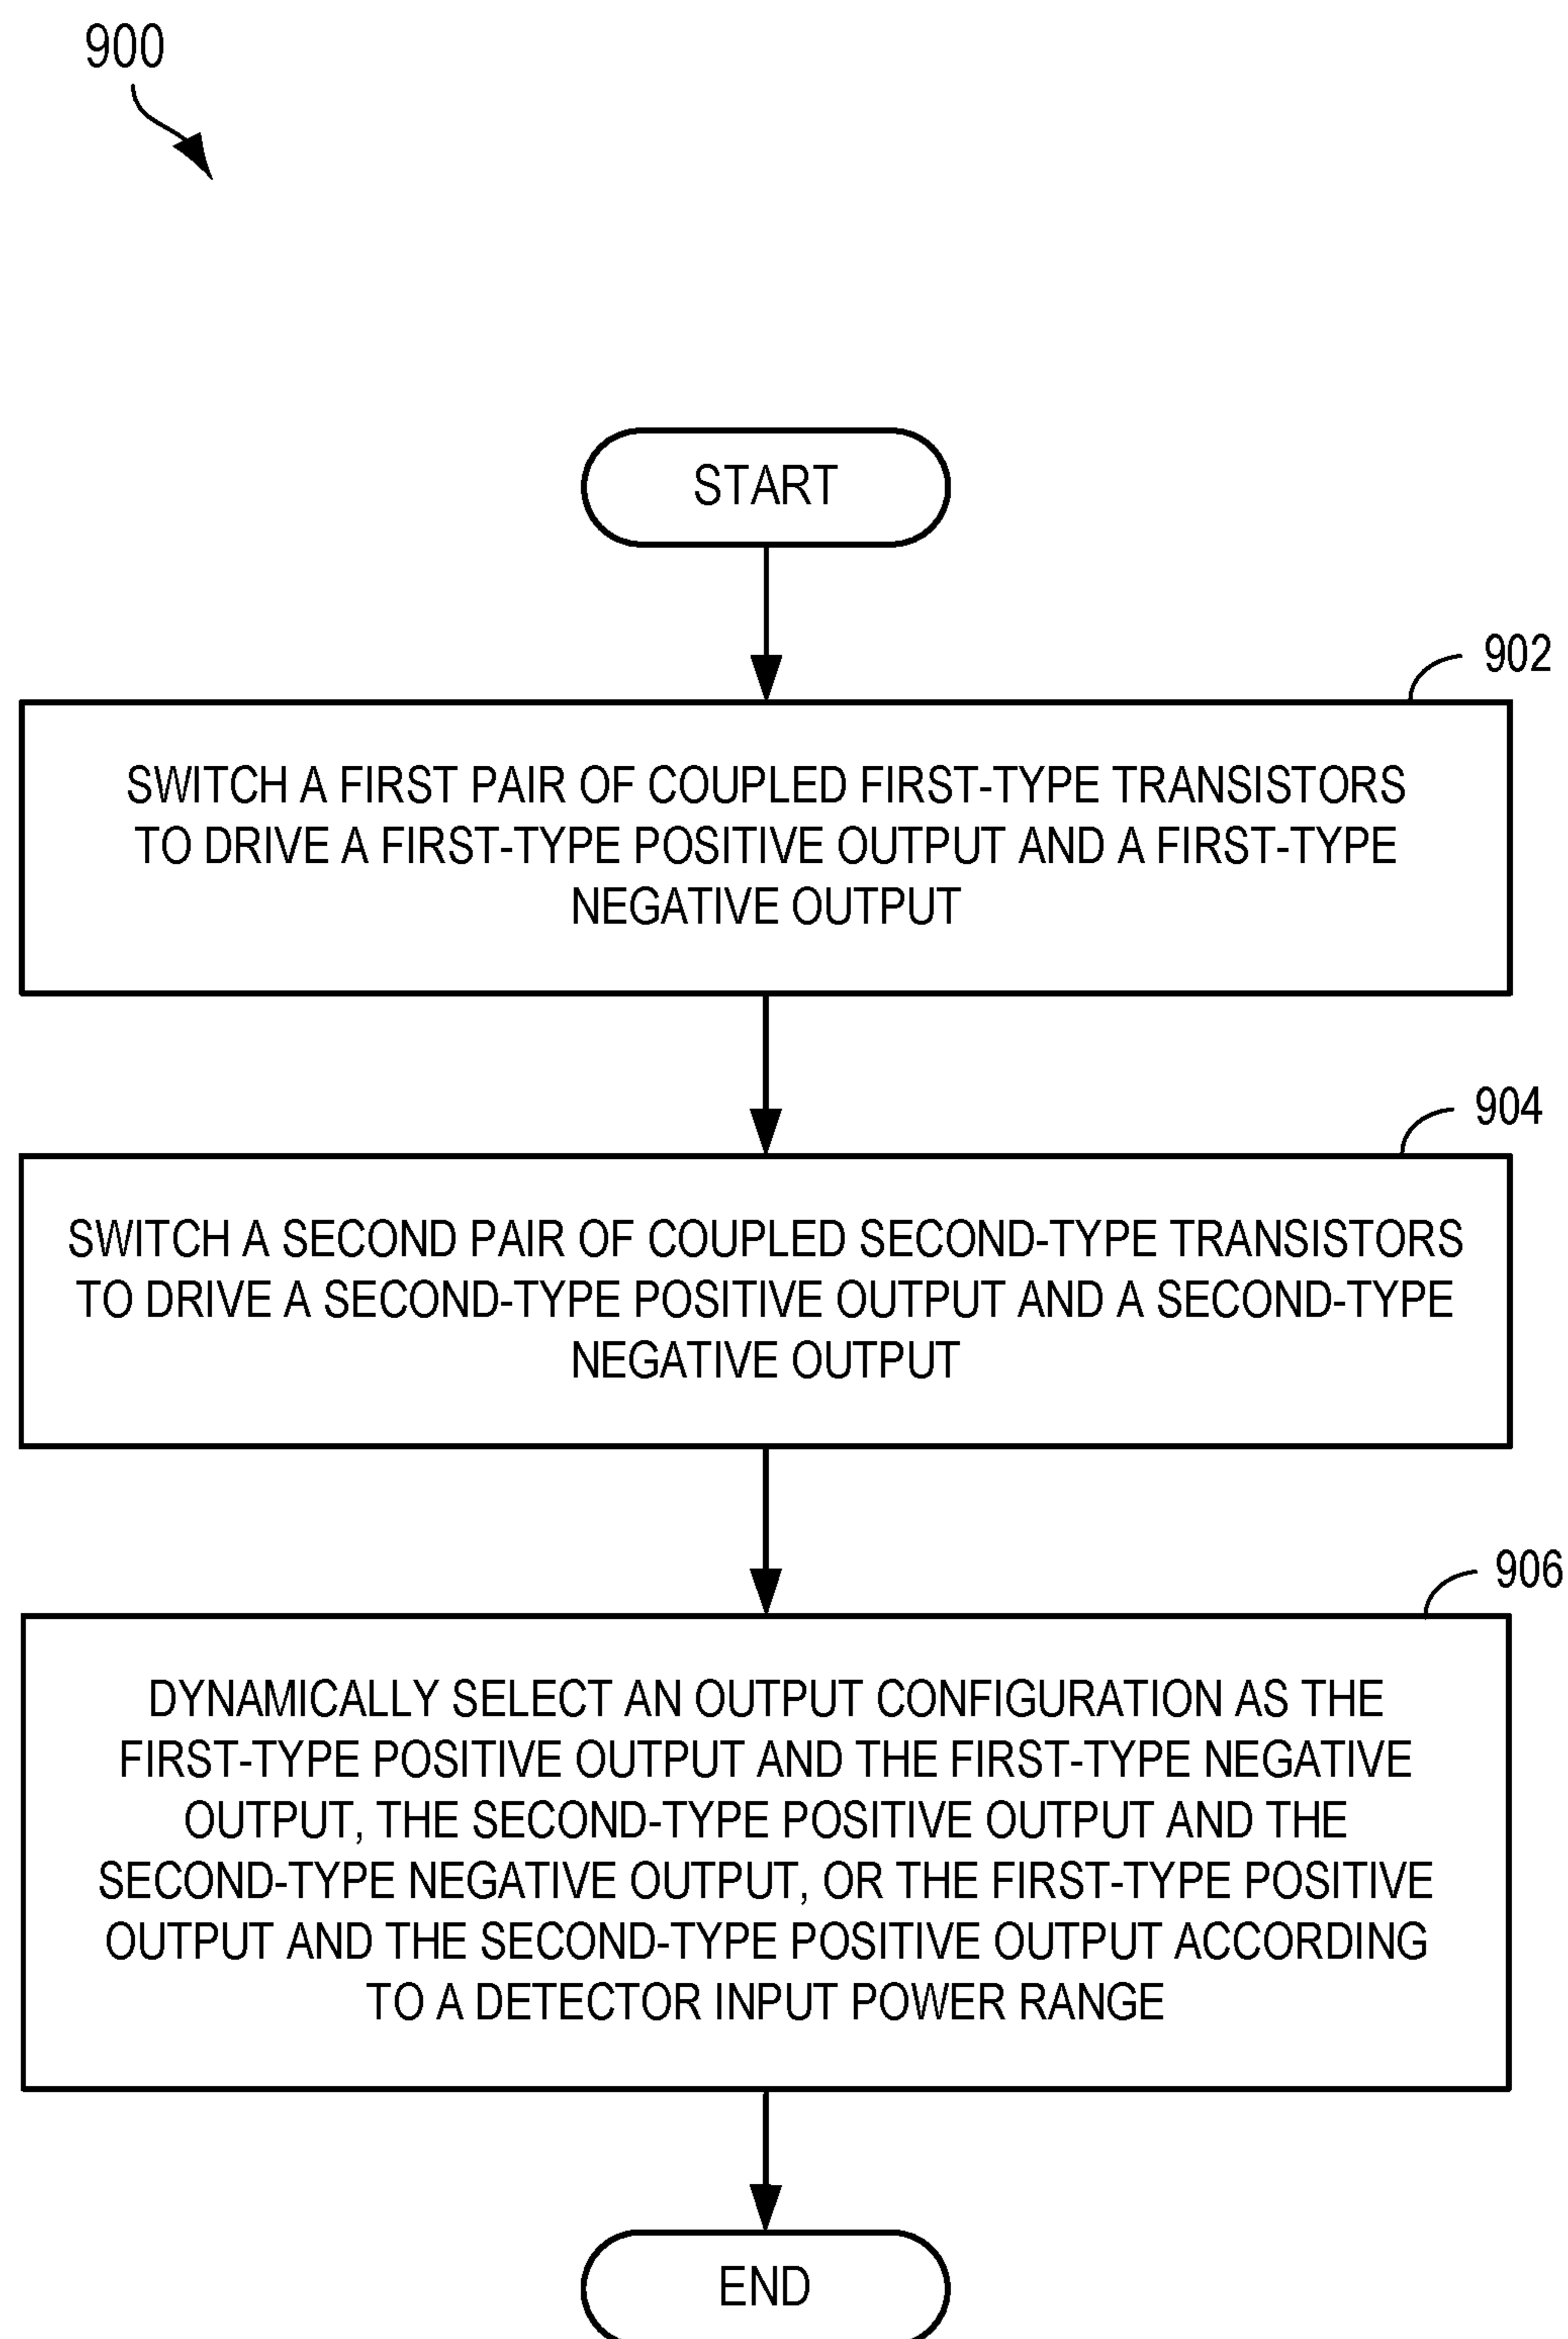 900
START
902
SWITCH A FIRST PAIR OF COUPLED FIRST-TYPE TRANSISTORS
TO DRIVE A FIRST-TYPE POSITIVE OUTPUT AND A FIRST-TYPE
NEGATIVE OUTPUT
904
SWITCH A SECOND PAIR OF COUPLED SECOND-TYPE TRANSISTORS
TO DRIVE A SECOND-TYPE POSITIVE OUTPUT AND A SECOND-TYPE
NEGATIVE OUTPUT
906
DYNAMICALLY SELECT AN OUTPUT CONFIGURATION AS THE
FIRST-TYPE POSITIVE OUTPUT AND THE FIRST-TYPE NEGATIVE
OUTPUT, THE SECOND-TYPE POSITIVE OUTPUT AND THE
SECOND-TYPE NEGATIVE OUTPUT, OR THE FIRST-TYPE POSITIVE
OUTPUT AND THE SECOND-TYPE POSITIVE OUTPUT ACCORDING
TO A DETECTOR INPUT POWER RANGE
END